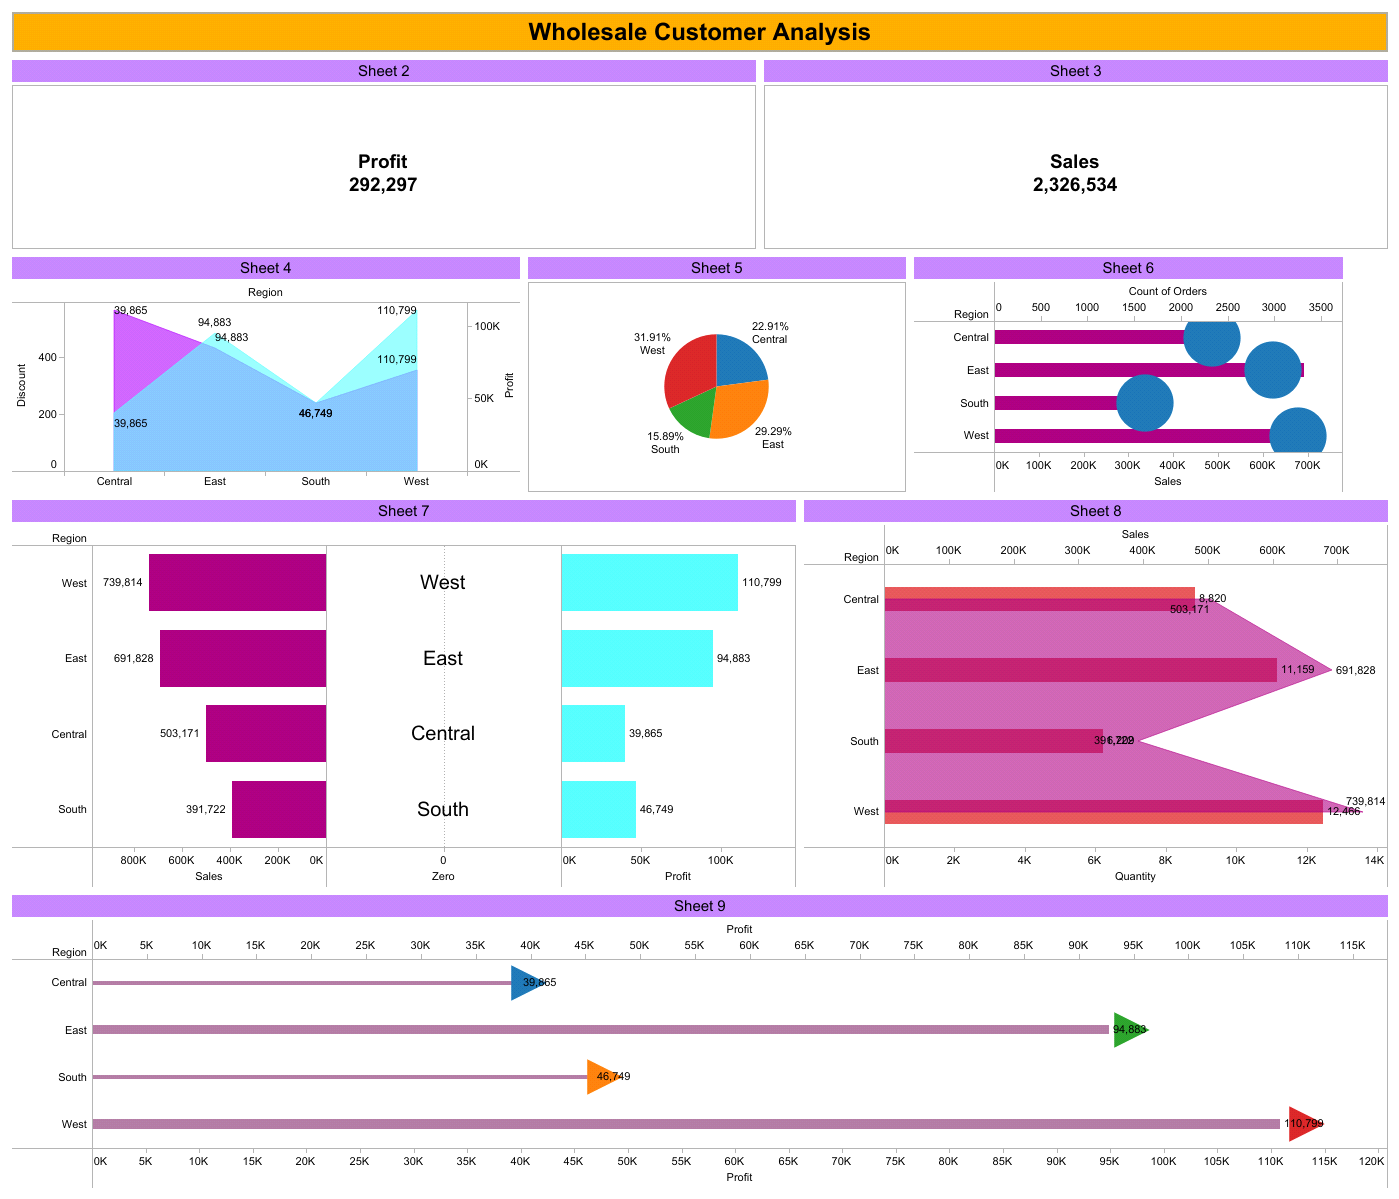 Wholesale Customer Analysis
Sheet 2
Profit
292,297
Sheet 3
Sales
2,326,534
Sheet 4
Region
39,865
94,883
94,883
110,799
110,799
46,749
39,865
400
200
0
Discount
100K
50K
0K
Profit
Central East South West
Sheet 5
22.91%
Central
31.91%
West
15.89%
South
29.29%
East
Sheet 6
Count of Orders
Region
0 500 1000 1500 2000 2500 3000 3500
Central
East
South
West
0K 100K 200K 300K 400K 500K 600K 700K
Sales
Sheet 7
Region
West 739,814 West 110,799
East 691,828 East 94,883
Central 503,171 Central 39,865
South 391,722 South 46,749
800K 600K 400K 200K 0K 0 0K 50K 100K
Sales Zero Profit
Sheet 8
Sales
Region
0K 100K 200K 300K 400K 500K 600K 700K
Central 8,820
503,171
East 11,159 691,828
South
739,814
West 12,466
0K 2K 4K 6K 8K 10K 12K 14K
Quantity
Sheet 9
Profit
Region
0K 5K 10K 15K 20K 25K 30K 35K 40K 45K 50K 55K 60K 65K 70K 75K 80K 85K 90K 95K 100K 105K 110K 115K
Central 39,865
East 94,883
South 46,749
West 110,799
0K 5K 10K 15K 20K 25K 30K 35K 40K 45K 50K 55K 60K 65K 70K 75K 80K 85K 90K 95K 100K 105K 110K 115K 120K
Profit